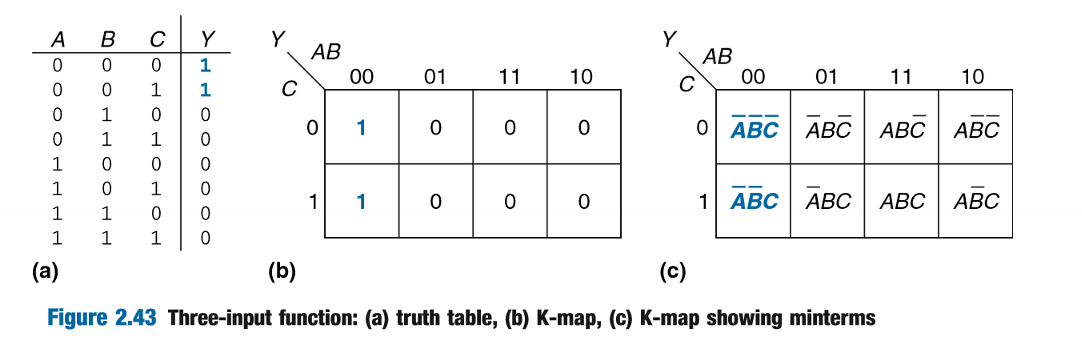 A B C Y
0 0 0 1
0 0 1 1
0 1 0 0
0 1 1 0
1 0 0 0
1 0 1 0
1 1 0 0
1 1 1 0
(a)
Y AB
C 00 01 11 10
0 1 0 0 0
1 1 0 0 0
(b)
Y AB
C 00 01 11 10
0 A̅B̅C̅ A̅BC̅ ABC̅ AB̅C̅
1 A̅B̅C A̅BC ABC AB̅C
(c)
Figure 2.43 Three-input function: (a) truth table, (b) K-map, (c) K-map showing minterms